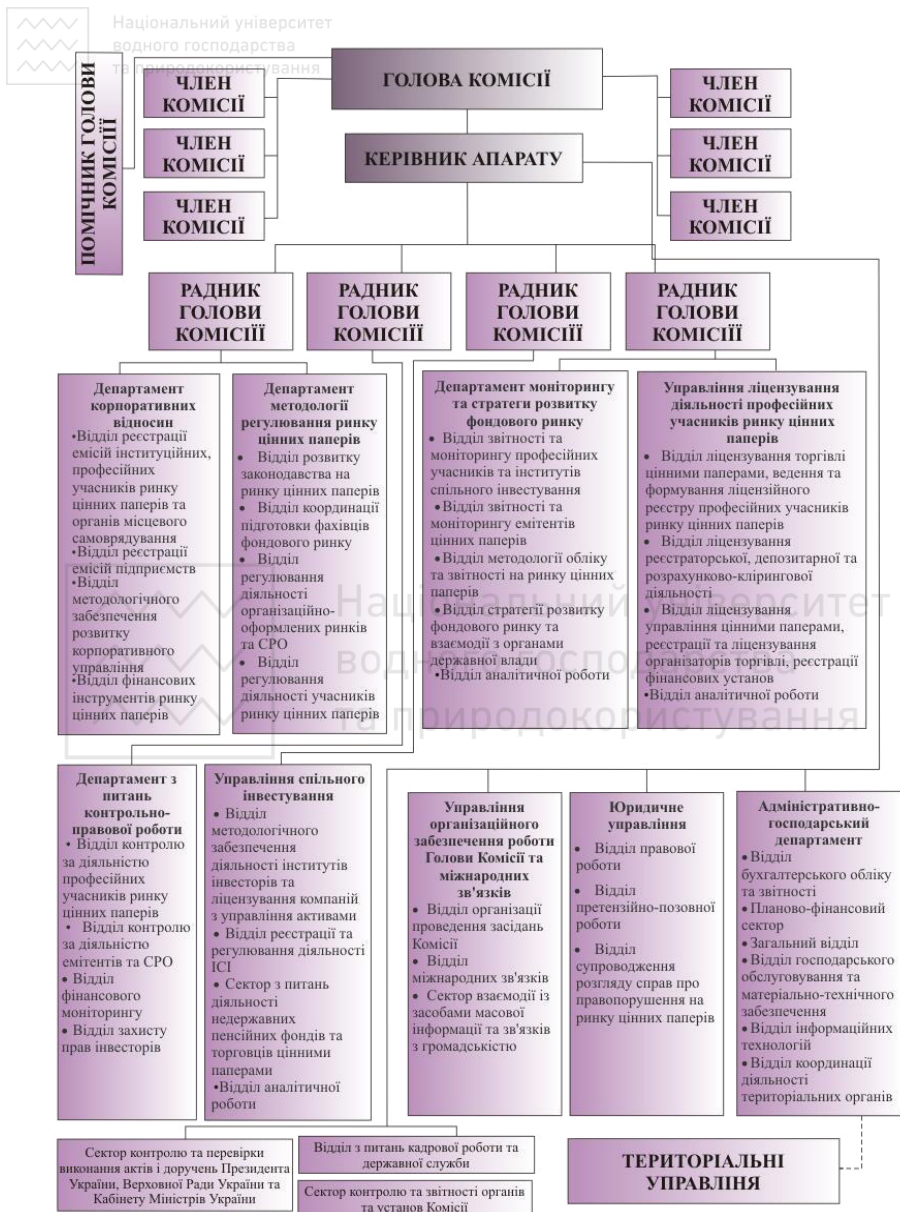 Національний університет
водного господарства
та природокористування
ПОМІЧНИК ГОЛОВИ
КОМІСІЇЇ
ГОЛОВА КОМІСІЇ
КЕРІВНИК АПАРАТУ
ЧЛЕН
КОМІСІЇ
ЧЛЕН
КОМІСІЇ
ЧЛЕН
КОМІСІЇ
ЧЛЕН
КОМІСІЇ
ЧЛЕН
КОМІСІЇ
ЧЛЕН
КОМІСІЇ
РАДНИК
ГОЛОВИ
КОМІСІЇЇ
РАДНИК
ГОЛОВИ
КОМІСІЇЇ
РАДНИК
ГОЛОВИ
КОМІСІЇЇ
РАДНИК
ГОЛОВИ
КОМІСІЇЇ
Департамент
корпоративних
відносин
•Відділ реєстрації
емісій інституційних,
професійних
учасників ринку
цінних паперів та
органів місцевого
самоврядування
•Відділ реєстрації
емісій підприємств
•Відділ
методологічного
забезпечення
розвитку
корпоративного
управління
•Відділ фінансових
інструментів ринку
цінних паперів
Департамент
методології
регулювання ринку
цінних паперів
• Відділ розвитку
законодавства на
ринку цінних паперів
• Відділ координації
підготовки фахівців
фондового ринку
• Відділ
регулювання
діяльності
організаційно-
оформлених ринків
та СРО
• Відділ
регулювання
діяльності учасників
ринку цінних паперів
Департамент моніторингу
та стратеги розвитку
фондового ринку
• Відділ звітності та
моніторингу професійних
учасників та інститутів
спільного інвестування
• Відділ звітності та
моніторингу емітентів
цінних паперів
•Відділ методології обліку
та звітності на ринку цінних
паперів
•Відділ стратегії розвитку
фондового ринку та
взаємодії з органами
державної влади
•Відділ аналітичної роботи
Управління ліцензування
діяльності професійних
учасників ринку цінних
паперів
• Відділ ліцензування торгівлі
цінними паперами, ведення та
формування ліцензійного
реєстру професійних учасників
ринку цінних паперів
• Відділ ліцензування
реєстраторської, депозитарної та
розрахунково-клірингової
діяльності
• Відділ ліцензування
управління цінними паперами,
реєстрації та ліцензування
організаторів торгівлі, реєстрації
фінансових установ
•Відділ аналітичної роботи
Національний університет
водного господарства
та природокористування
Департамент з
питань
контрольно-
правової роботи
• Відділ контролю
за діяльністю
професійних
учасників ринку
цінних паперів
• Відділ контролю
за діяльністю
емітентів та СРО
• Відділ
фінансового
моніторингу
• Відділ захисту
прав інвесторів
Управління спільного
інвестування
• Відділ
методологічного
забезпечення
діяльності інститутів
інвесторів та
ліцензування компаній
з управління активами
• Відділ реєстрації та
регулювання діяльності
ІСІ
• Сектор з питань
діяльності
недержавних
пенсійних фондів та
торговців цінними
паперами
•Відділ аналітичної
роботи
Управління
організаційного
забезпечення роботи
Голови Комісії та
міжнародних
зв'язків
• Відділ організації
проведення засідань
Комісії
• Відділ
міжнародних зв'язків
• Сектор взаємодії із
засобами масової
інформації та зв'язків
з громадськістю
Юридичне
управління
• Відділ правової
роботи
• Відділ
претензійно-позовної
роботи
• Відділ
супроводження
розгляду справ про
правопорушення на
ринку цінних паперів
Адміністративно-
господарський
департамент
• Відділ
бухгалтерського обліку
та звітності
• Планово-фінансовий
сектор
• Загальний відділ
• Відділ господарського
обслуговування та
матеріально-технічного
забезпечення
• Відділ інформаційних
технологій
• Відділ координації
діяльності
територіальних органів
Сектор контролю та перевірки
виконання актів і доручень Президента
України, Верховної Ради України та
Кабінету Міністрів України
Відділ з питань кадрової роботи та
державної служби
Сектор контролю та звітності органів
та установ Комісії
ТЕРИТОРІАЛЬНІ
УПРАВЛІНЯ